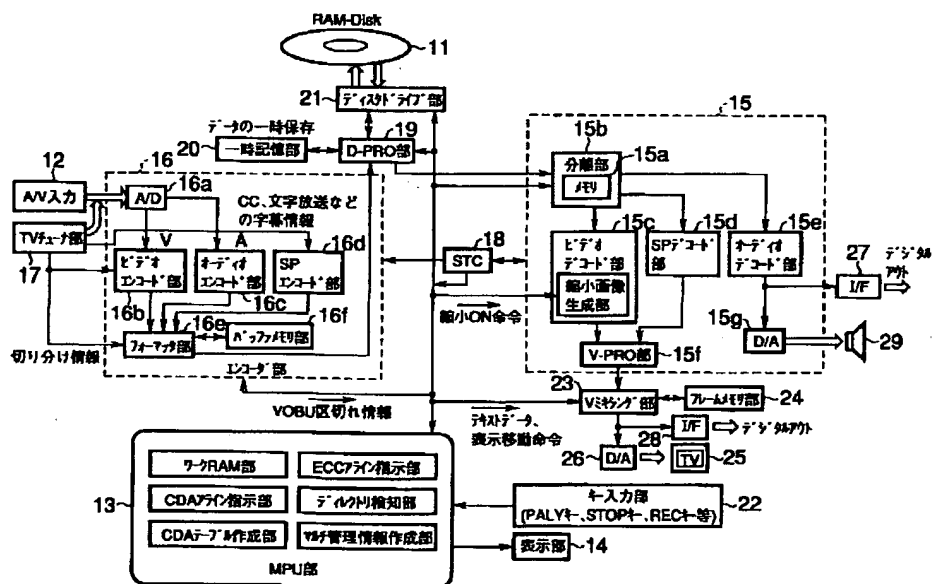 RAM-Disk
11
21
ディスクドライブ部
データの一時保存
20
一時記憶部
19
D-PRO部
12
A/V入力
16
16a
A/D
CC、文字放送など
の字幕情報
TVチューナ部
17
V
A
16d
ビデオ
エンコード部
オーディオ
エンコード部
SP
エンコード部
16b
16c
16e
16f
フォーマッタ部
バッファメモリ部
切り分け情報
エンコーダ部
VOBU区切れ情報
18
STC
縮小ON命令
15
15b
分離部
15a
メモリ
15c
15d
15e
ビデオ
デコード部
縮小画像
生成部
SPデコード
部
オーディオ
デコード部
27
I/F
デジタル
アウト
15g
D/A
29
V-PRO部
15f
23
Vミキシング部
フレームメモリ部
24
テキストデータ、
表示移動命令
I/F
28
デジタルアウト
26
D/A
TV
25
13
ワークRAM部
ECCアライン指示部
CDAアライン指示部
ディレクトリ検知部
CDAテーブル作成部
マルチ管理情報作成部
MPU部
キー入力部
(PALYキー、STOPキー、RECキー等)
22
表示部
14